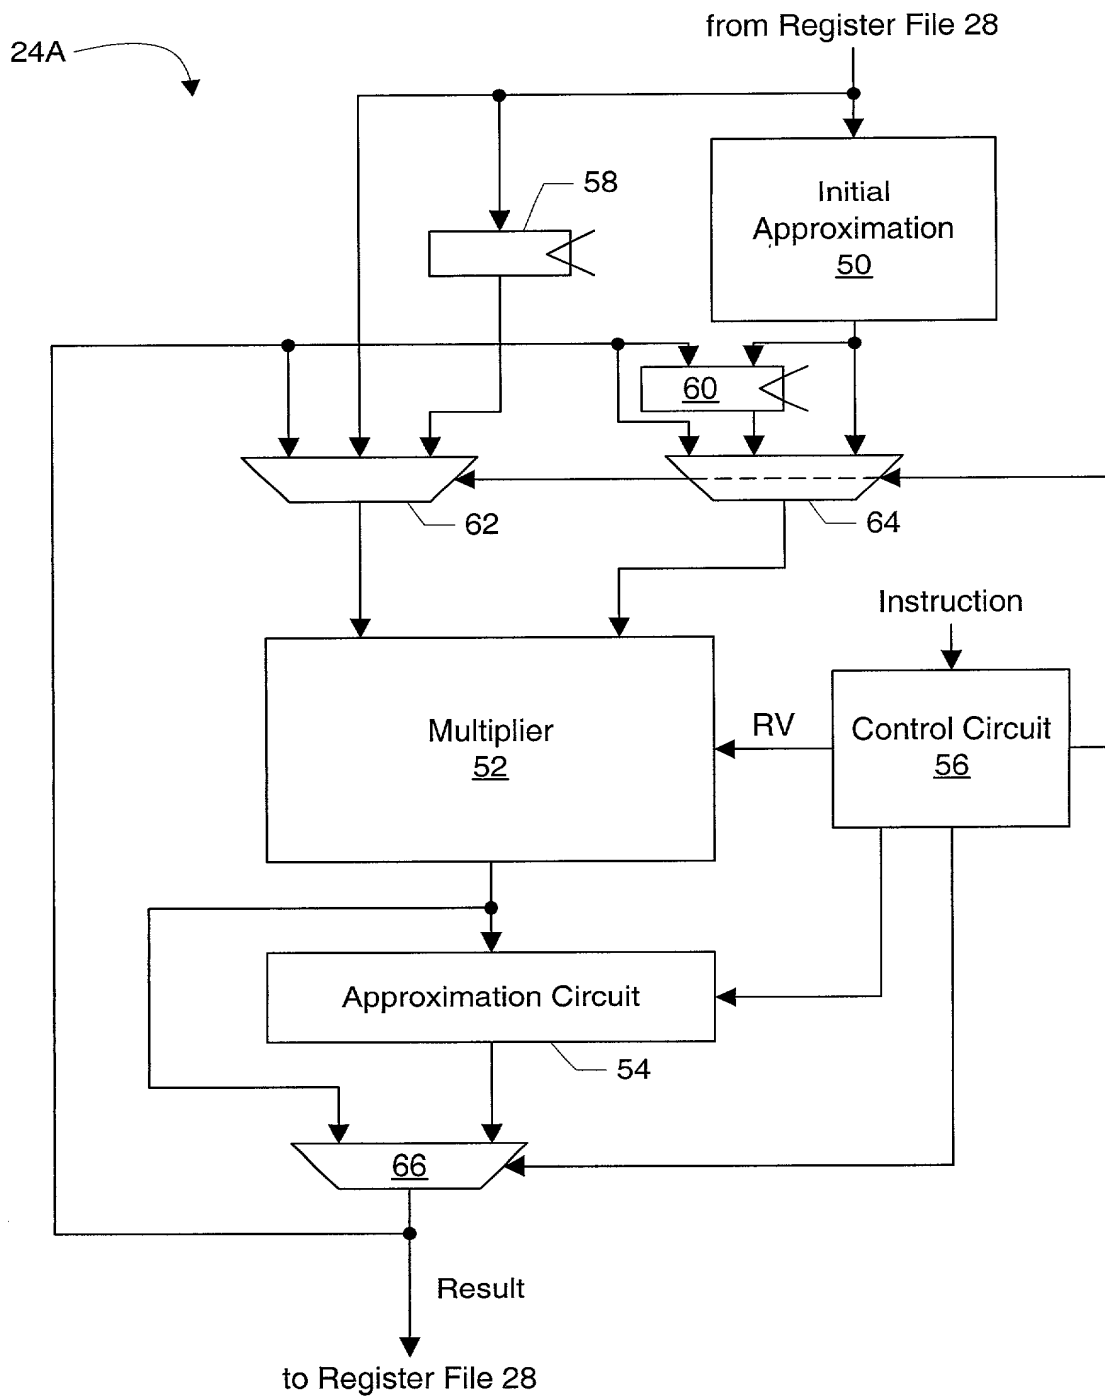 from Register File 28
24A
58
Initial
Approximation
50
60
62
64
Instruction
Multiplier
52
RV
Control Circuit
56
Approximation Circuit
54
66
Result
to Register File 28